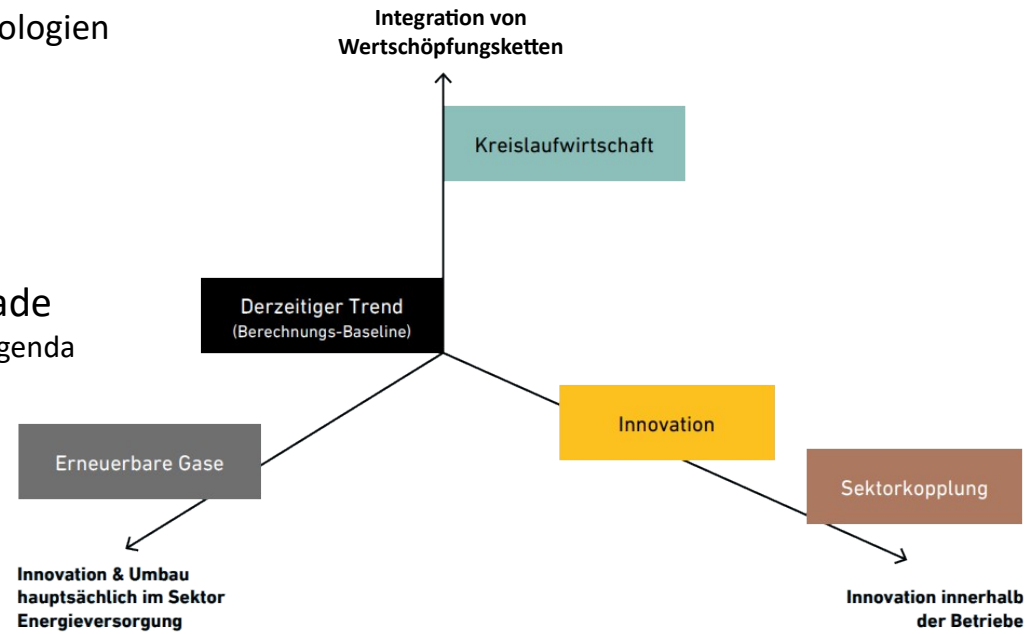 ologien
Integration von
Wertschöpfungsketten
Kreislaufwirtschaft
Derzeitiger Trend
(Berechnungs-Baseline)
ade
genda
Innovation
Erneuerbare Gase
Sektorkopplung
Innovation & Umbau
hauptsächlich im Sektor
Energieversorgung
Innovation innerhalb
der Betriebe